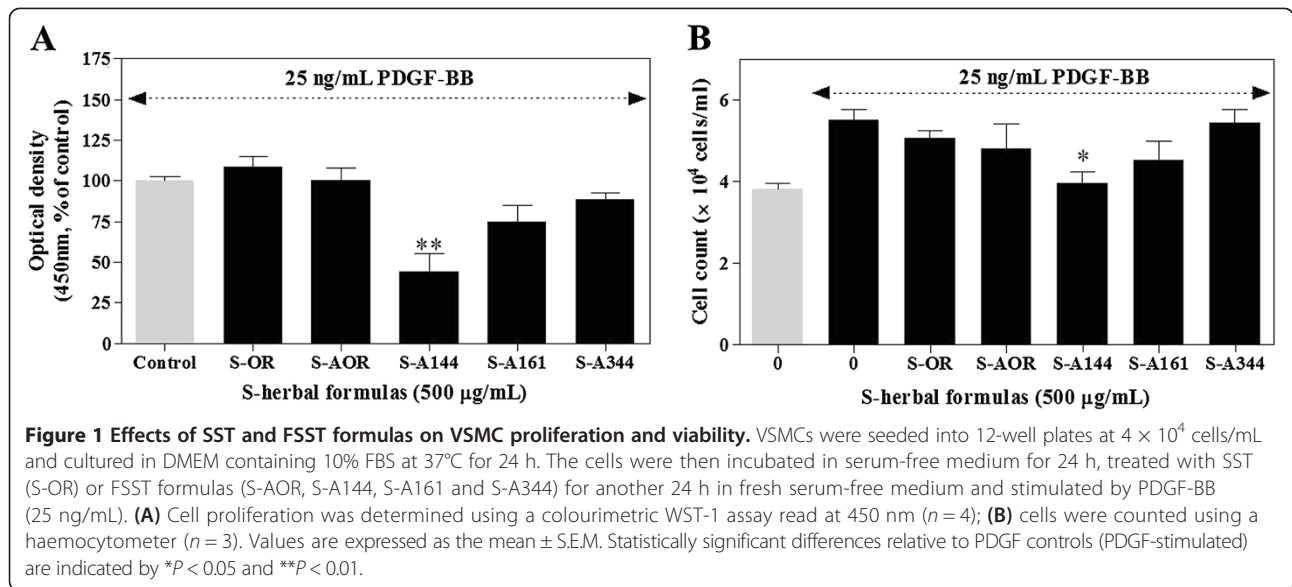 A
175
150
125
100
75
50
25
0
Optical density
(450nm, % of control)
25 ng/mL PDGF-BB
**
Control S-OR S-AOR S-A144 S-A161 S-A344
S-herbal formulas (500 µg/mL)
B
6
4
2
0
Cell count (× 10⁴ cells/ml)
25 ng/mL PDGF-BB
*
0 0 S-OR S-AOR S-A144 S-A161 S-A344
S-herbal formulas (500 µg/mL)
Figure 1 Effects of SST and FSST formulas on VSMC proliferation and viability. VSMCs were seeded into 12-well plates at 4 × 10⁴ cells/mL
and cultured in DMEM containing 10% FBS at 37°C for 24 h. The cells were then incubated in serum-free medium for 24 h, treated with SST
(S-OR) or FSST formulas (S-AOR, S-A144, S-A161 and S-A344) for another 24 h in fresh serum-free medium and stimulated by PDGF-BB
(25 ng/mL). (A) Cell proliferation was determined using a colourimetric WST-1 assay read at 450 nm (n = 4); (B) cells were counted using a
haemocytometer (n = 3). Values are expressed as the mean ± S.E.M. Statistically significant differences relative to PDGF controls (PDGF-stimulated)
are indicated by *P < 0.05 and **P < 0.01.